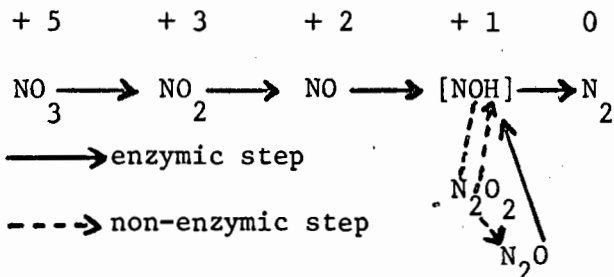 + 5 + 3 + 2 + 1 0
NO3 NO2 NO [NOH] N2
enzymic step
N2O2
non-enzymic step
N2O